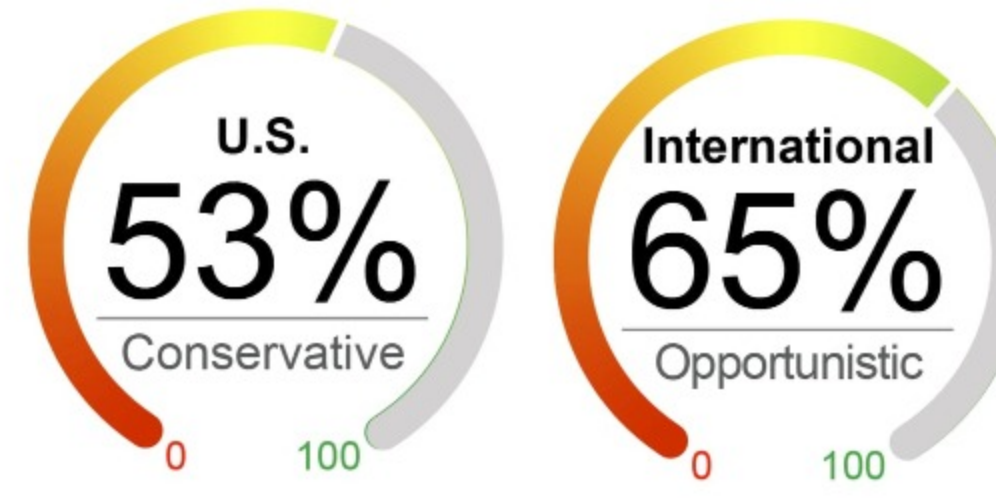 U.S.
53%
Conservative
0
100
International
65%
Opportunistic
0
100